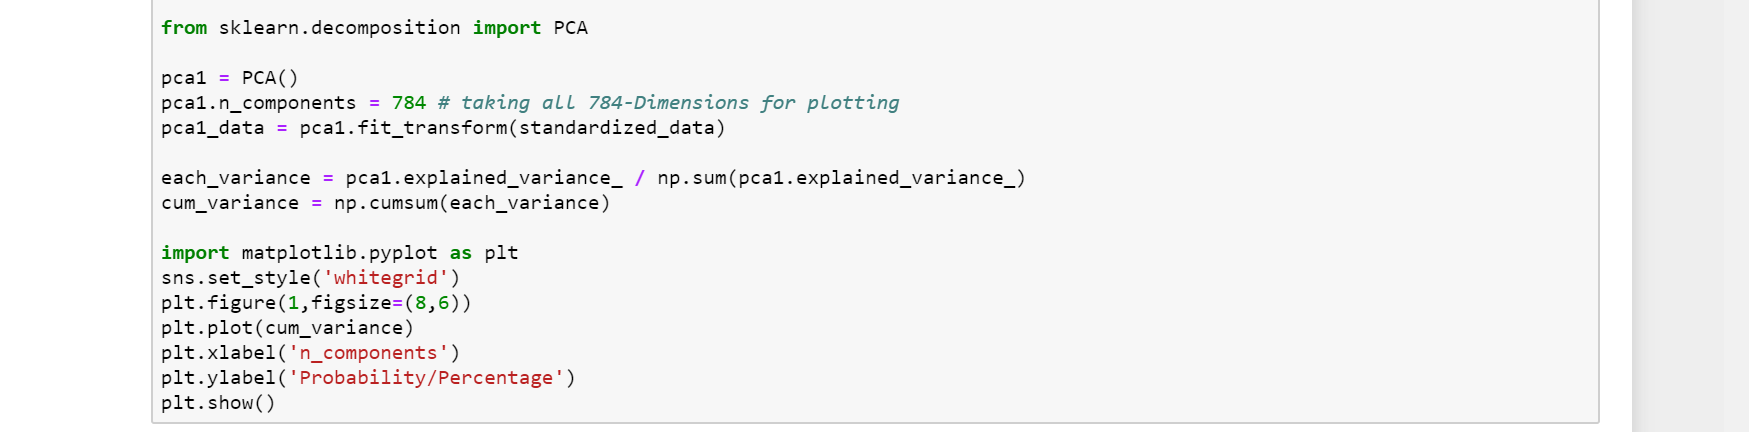 from sklearn.decomposition import PCA
pca1 = PCA()
pca1.n_components = 784 # taking all 784-Dimensions for plotting
pca1_data = pca1.fit_transform(standardized_data)
each_variance = pca1.explained_variance_ / np.sum(pca1.explained_variance_)
cum_variance = np.cumsum(each_variance)
import matplotlib.pyplot as plt
sns.set_style('whitegrid')
plt.figure(1,figsize=(8,6))
plt.plot(cum_variance)
plt.xlabel('n_components')
plt.ylabel('Probability/Percentage')
plt.show()